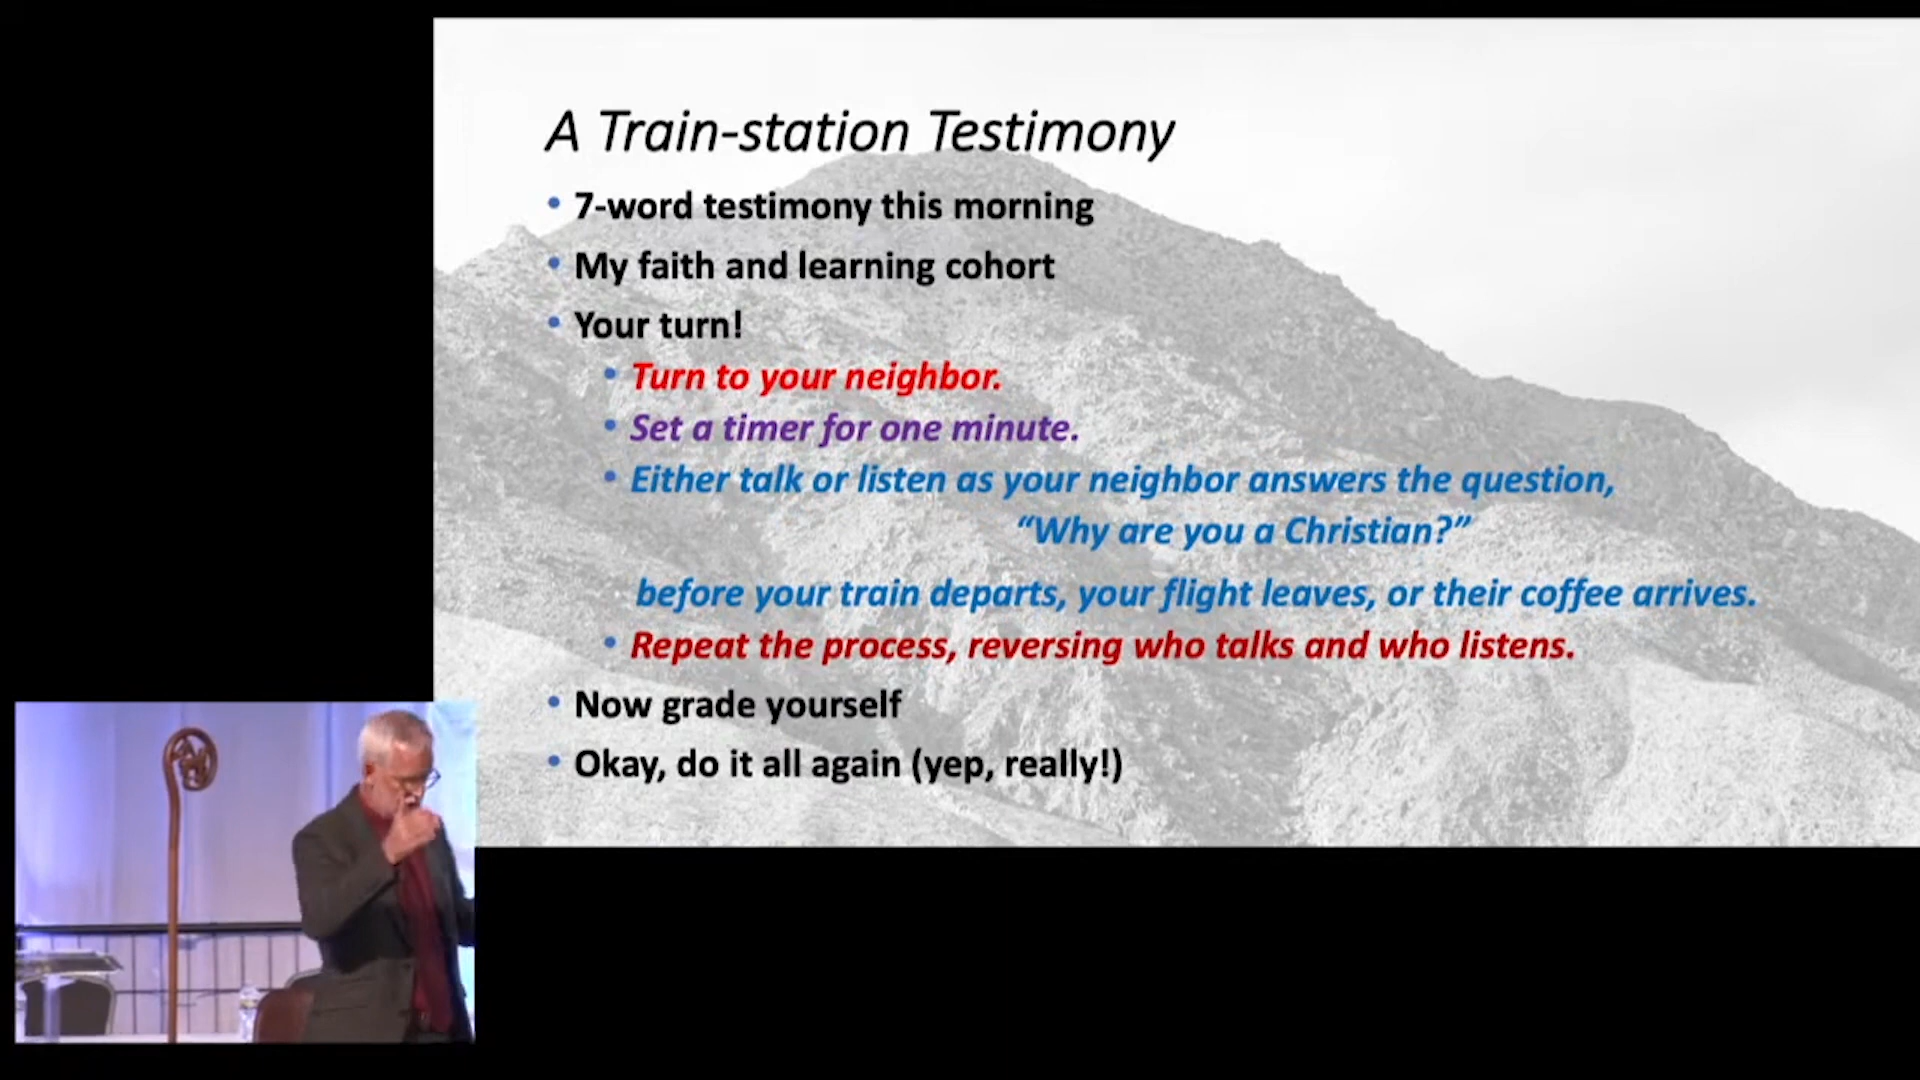 A Train-station Testimony
• 7-word testimony this morning
• My faith and learning cohort
• Your turn!
• Turn to your neighbor.
• Set a timer for one minute.
• Either talk or listen as your neighbor answers the question,
“Why are you a Christian?”
before your train departs, your flight leaves, or their coffee arrives.
• Repeat the process, reversing who talks and who listens.
• Now grade yourself
• Okay, do it all again (yep, really!)